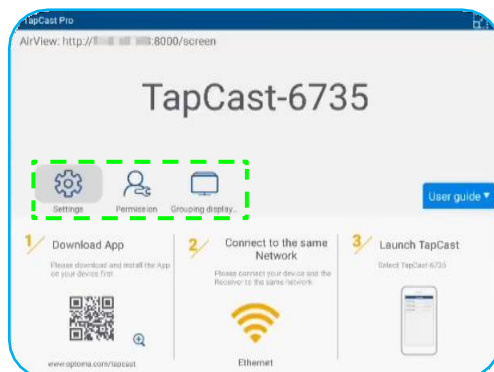 TapCast Pro
AirView: http:// :8000/screen
TapCast-6735
Settings
Permission
Grouping display...
User guide
1 Download App
Please download and install the App
on your device first.
www.optoma.com/tapcast
2 Connect to the same
Network
Please connect your device and the
Receiver to the same network.
Ethernet
3 Launch TapCast
Select TapCast-6735